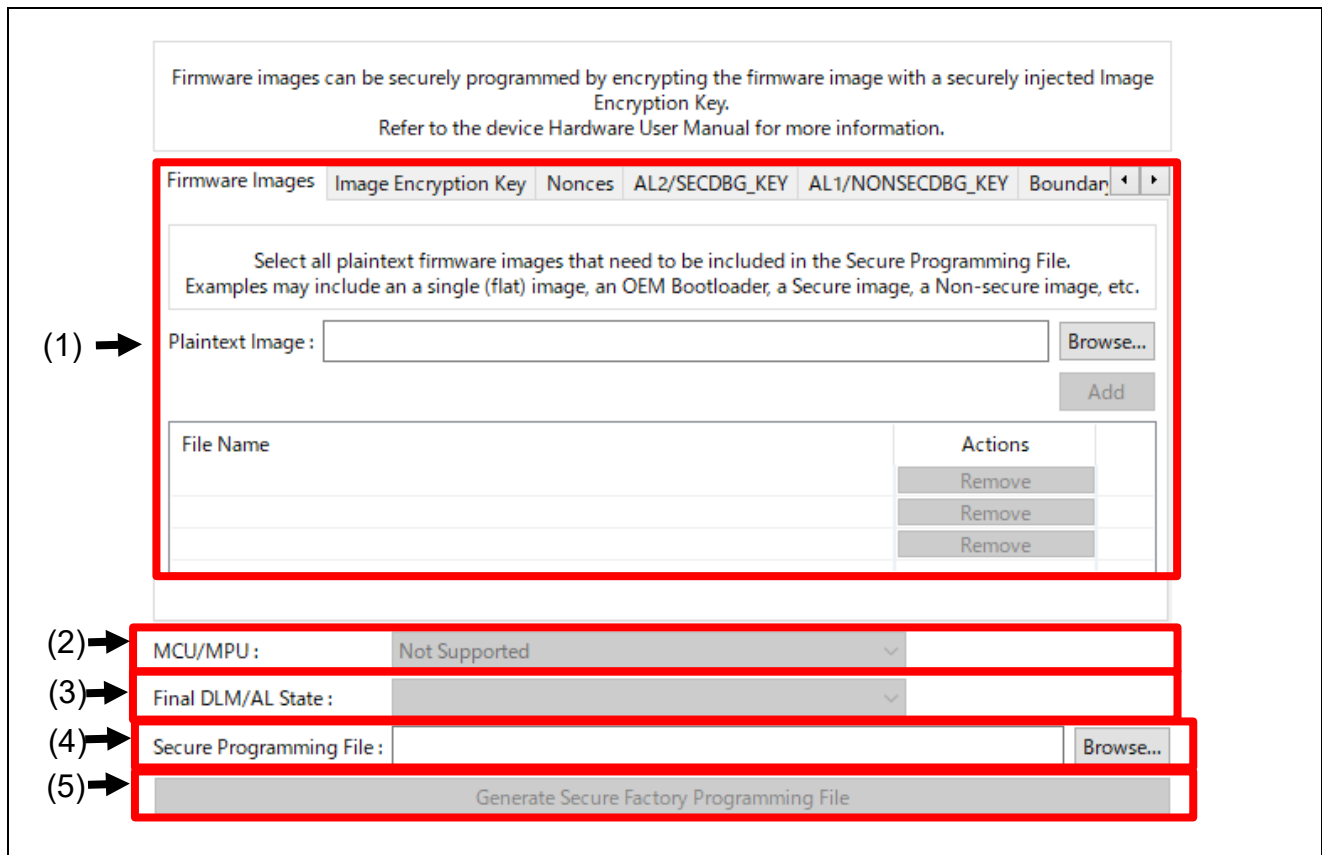 Firmware images can be securely programmed by encrypting the firmware image with a securely injected Image
Encryption Key.
Refer to the device Hardware User Manual for more information.
Firmware Images Image Encryption Key Nonces AL2/SECDBG_KEY AL1/NONSECDBG_KEY Boundary
Select all plaintext firmware images that need to be included in the Secure Programming File.
Examples may include an a single (flat) image, an OEM Bootloader, a Secure image, a Non-secure image, etc.
(1) Plaintext Image : Browse...
Add
File Name Actions
Remove
Remove
Remove
(2) MCU/MPU : Not Supported
(3) Final DLM/AL State :
(4) Secure Programming File : Browse...
(5) Generate Secure Factory Programming File